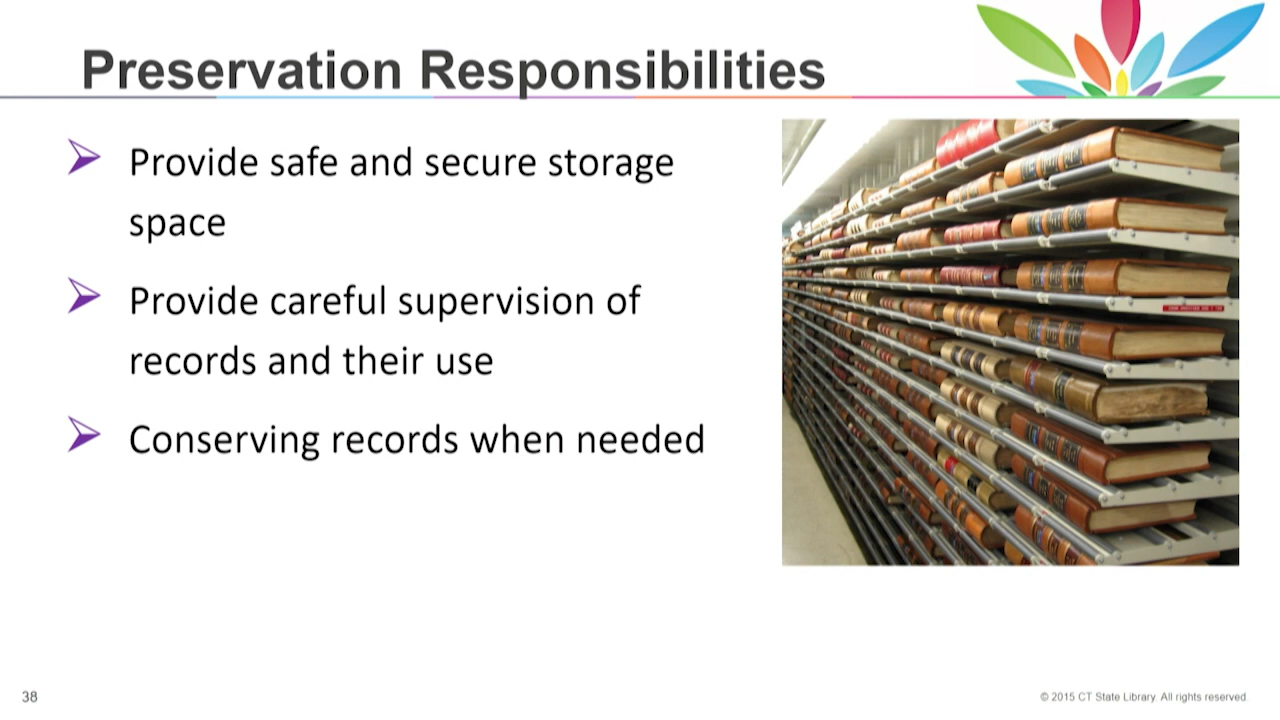 Preservation Responsibilities
Provide safe and secure storage
space
Provide careful supervision of
records and their use
Conserving records when needed
38
© 2015 CT State Library. All rights reserved.